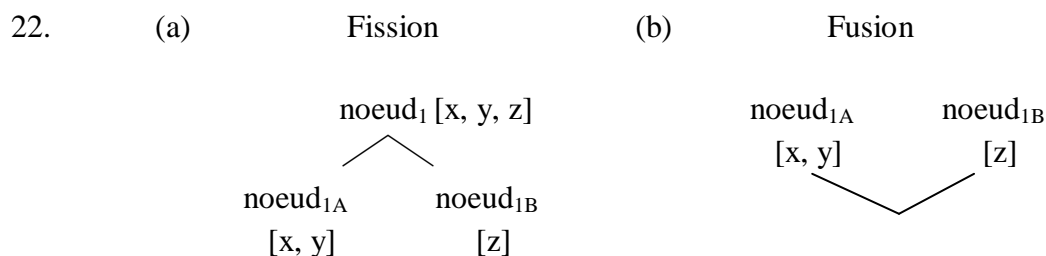 22. (a) Fission (b) Fusion
noeud₁ [x, y, z] noeud₁A noeud₁B
[x, y] [z]
noeud₁A noeud₁B
[x, y] [z]